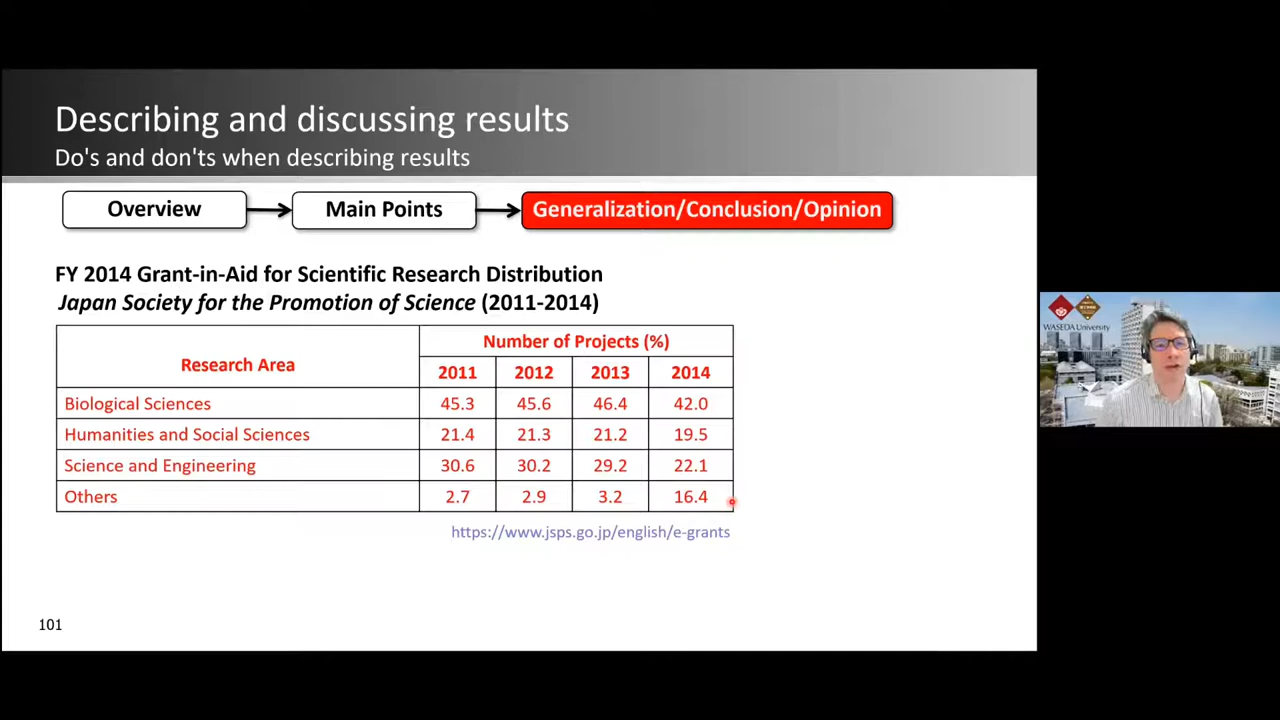 Describing and discussing results
Do's and don'ts when describing results
Overview Main Points Generalization/Conclusion/Opinion
FY 2014 Grant-in-Aid for Scientific Research Distribution
Japan Society for the Promotion of Science (2011-2014)
Research Area Number of Projects (%)
2011 2012 2013 2014
Biological Sciences 45.3 45.6 46.4 42.0
Humanities and Social Sciences 21.4 21.3 21.2 19.5
Science and Engineering 30.6 30.2 29.2 22.1
Others 2.7 2.9 3.2 16.4
https://www.jsps.go.jp/english/e-grants
101
WASEDA University